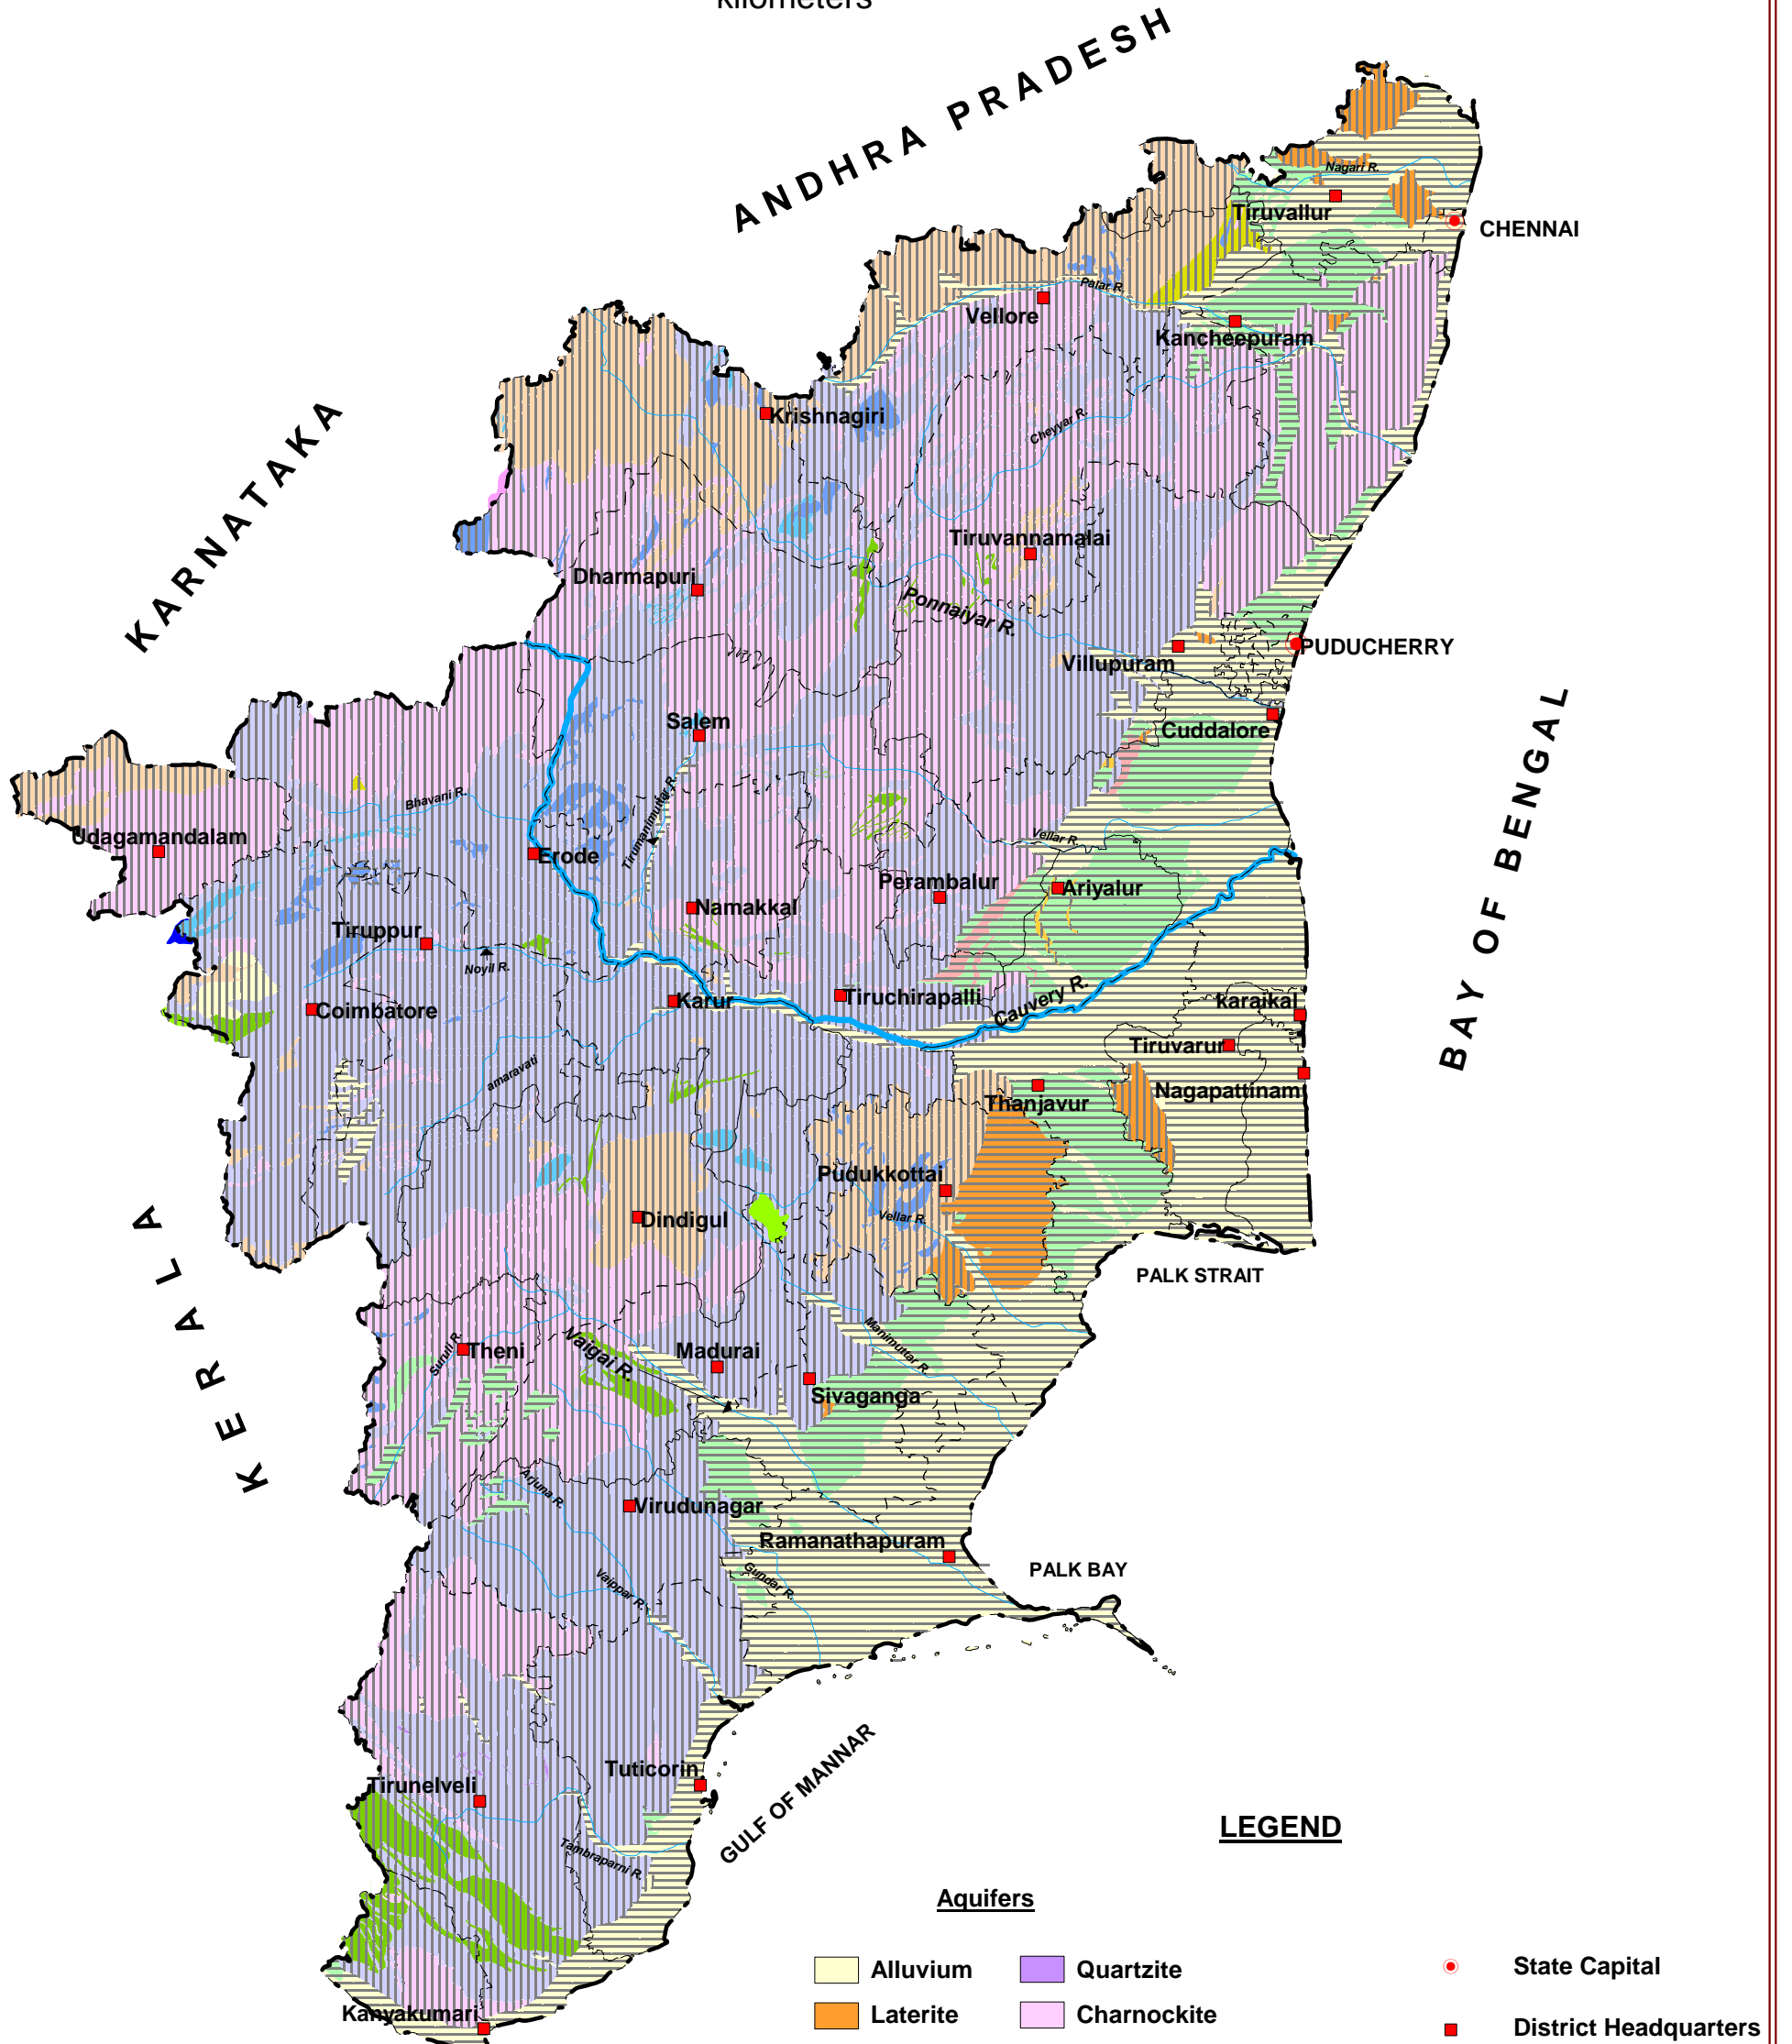 kilometers
ANDHRA PRADESH
Nagari R.
Tiruvallur
CHENNAI
Palar R.
Vellore
Kancheepuram
KARNATAKA
Krishnagiri
Cheyyar R.
Tiruvannamalai
Dharmapuri
Ponnaiyar R.
PUDUCHERRY
Villupuram
Salem
Cuddalore
BAY OF BENGAL
Bhavani R.
Tirumanimuttar R.
Udagamandalam
Erode
Vellar R.
Perambalur
Ariyalur
Namakkal
Tiruppur
Noyil R.
Karur
Tiruchirapalli
Cauvery R.
karaikal
Coimbatore
Tiruvarur
amaravati
Nagapattinam
Thanjavur
Pudukkottai
Vellar R.
Dindigul
KERALA
PALK STRAIT
Suruli R.
Theni
Vaigai R.
Madurai
Manimuttar R.
Sivaganga
Arjuna R.
Virudunagar
Ramanathapuram
PALK BAY
Gundar R.
Vaippar R.
GULF OF MANNAR
Tuticorin
Tirunelveli
Tambraparni R.
Kanyakumari
LEGEND
Aquifers
Alluvium
Quartzite
State Capital
Laterite
Charnockite
District Headquarters